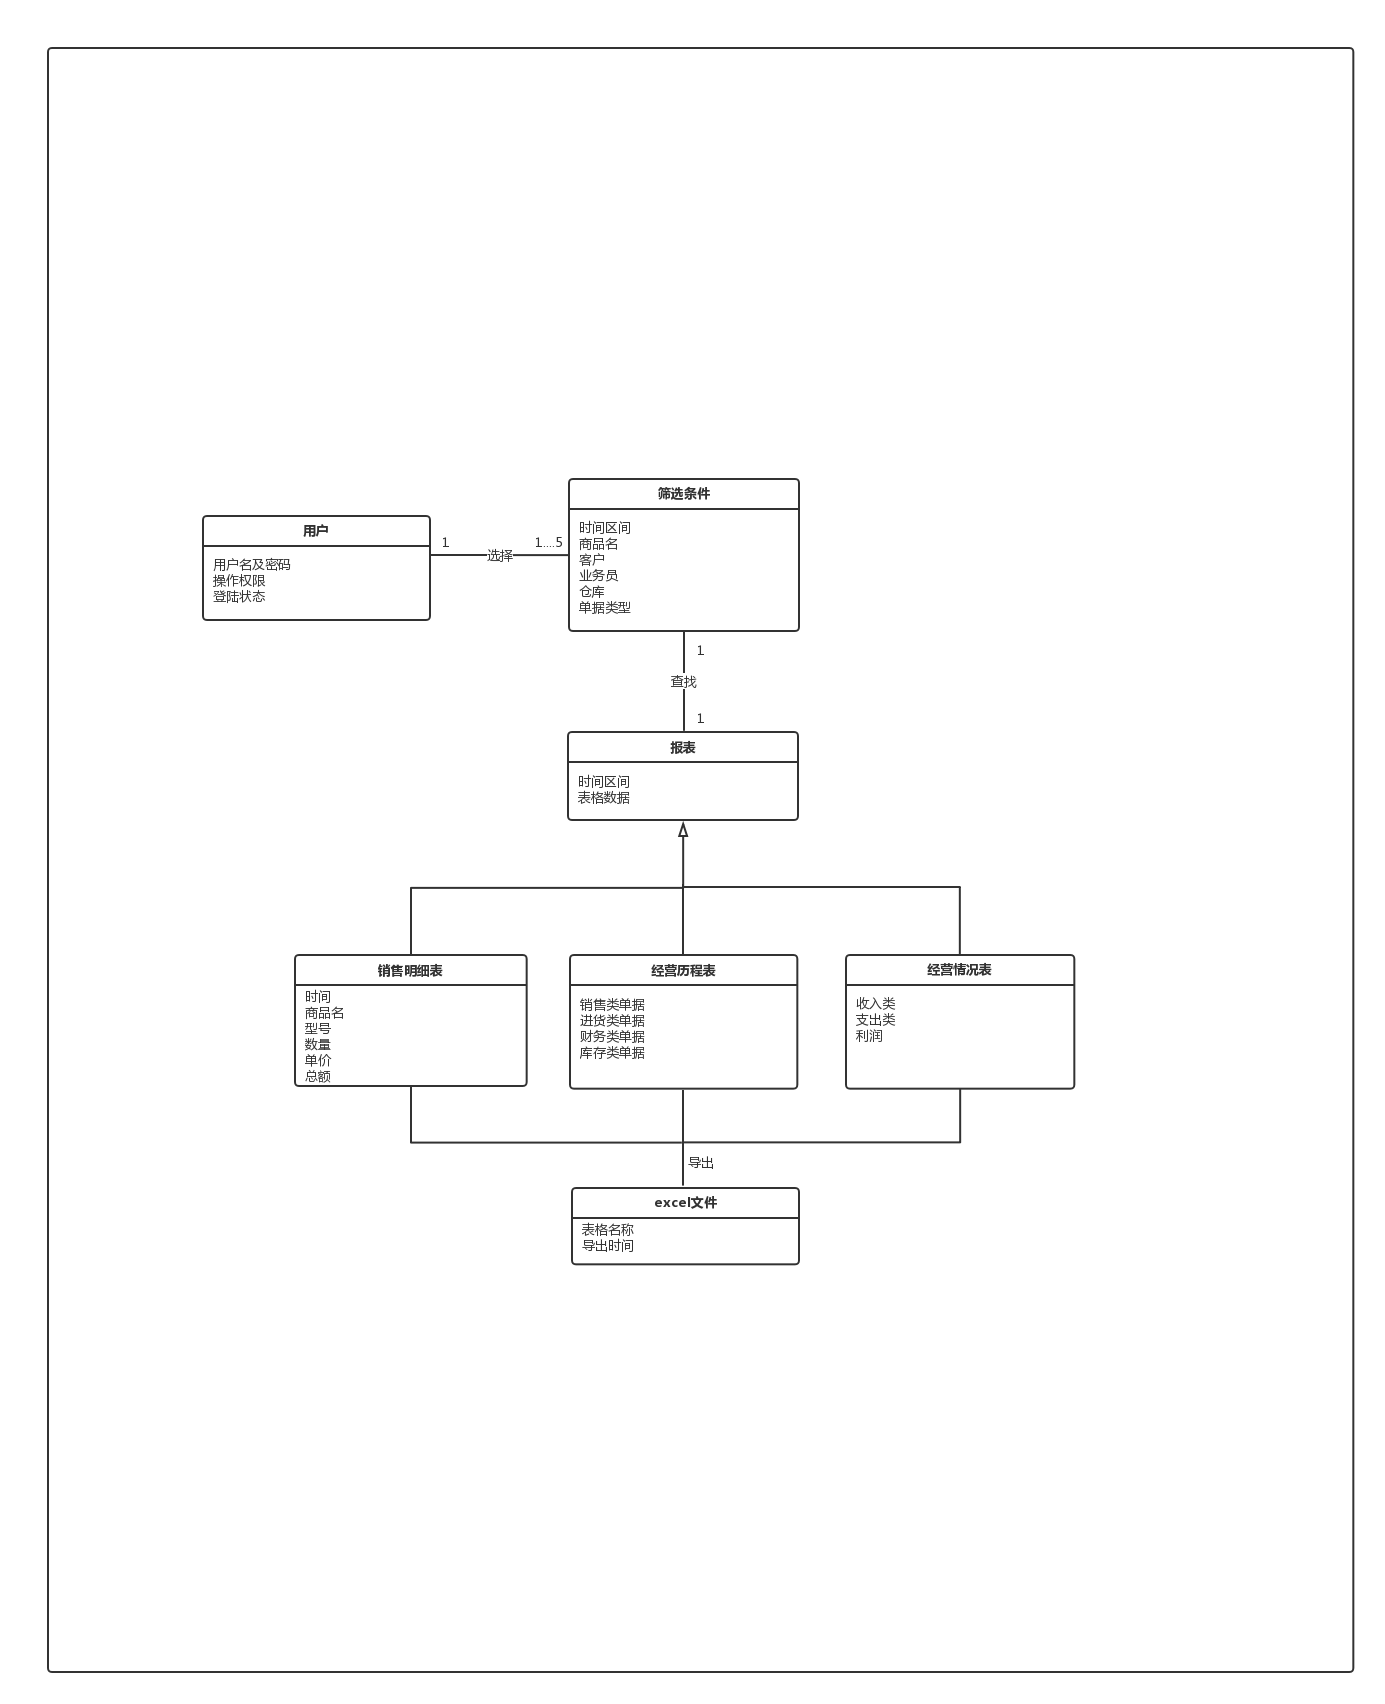 筛选条件
时间区间
商品名
客户
业务员
仓库
单据类型
用户
用户名及密码
操作权限
登陆状态
1
选择
1....5
1
查找
1
报表
时间区间
表格数据
销售明细表
时间
商品名
型号
数量
单价
总额
经营历程表
销售类单据
进货类单据
财务类单据
库存类单据
经营情况表
收入类
支出类
利润
导出
excel文件
表格名称
导出时间